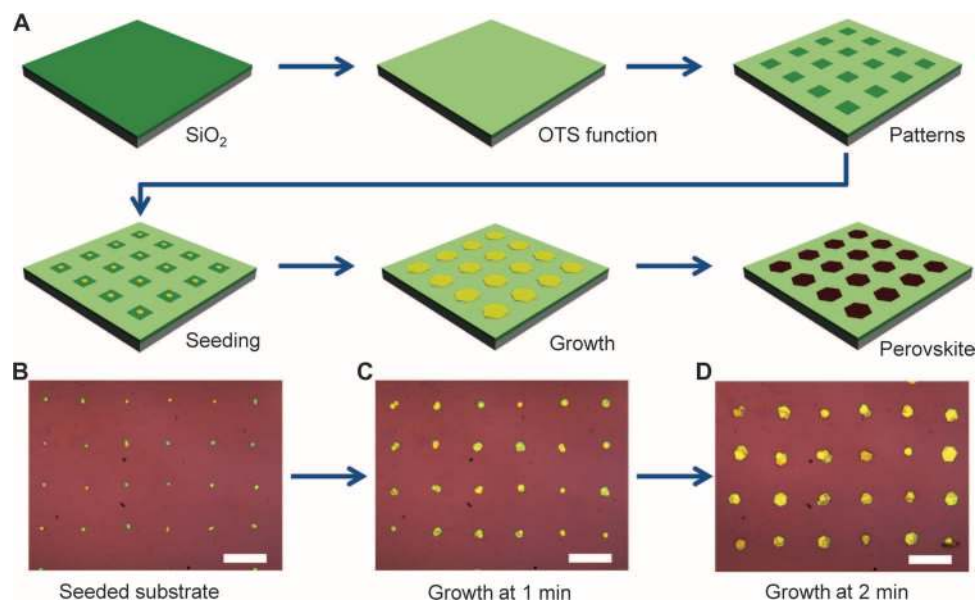 A
SiO₂
OTS function
Patterns
Seeding
Growth
Perovskite
B
C
D
Seeded substrate
Growth at 1 min
Growth at 2 min